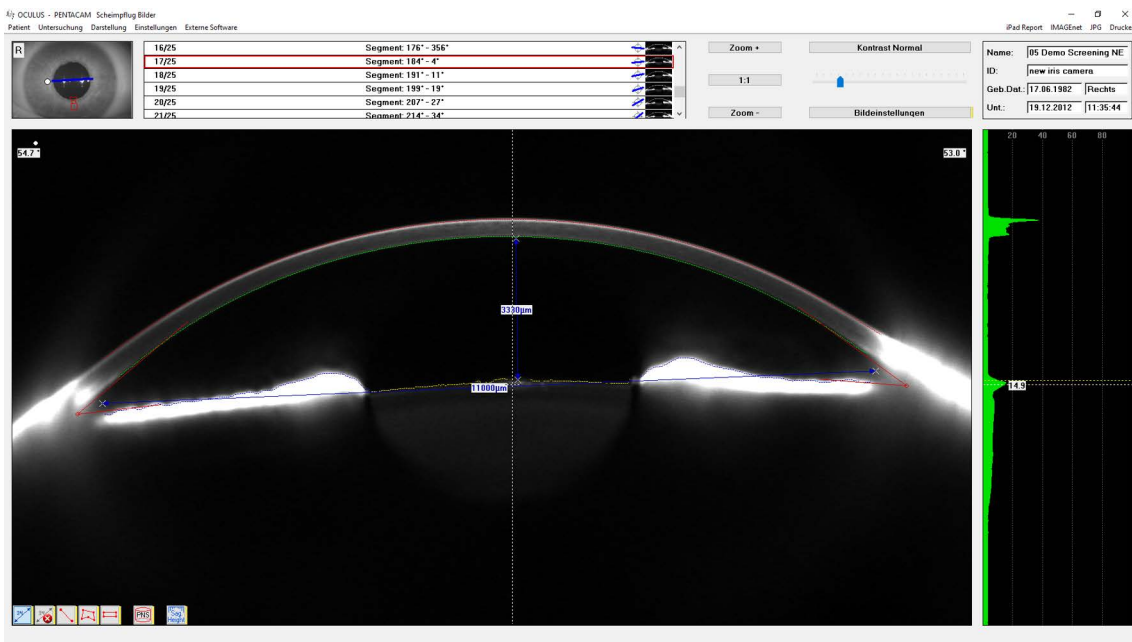 OCULUS - PENTACAM Scheimpflug Bilder
Patient Untersuchung Darstellung Einstellungen Externe Software
iPad Report IMAGEnet JPG Drucke
R
16/25 Segment: 176° - 356°
17/25 Segment: 184° - 4°
18/25 Segment: 191° - 11°
19/25 Segment: 199° - 19°
20/25 Segment: 207° - 27°
21/25 Segment: 214° - 34°
Zoom +
1:1
Zoom -
Kontrast Normal
Bildeinstellungen
Name: 05 Demo Screening NE
ID: new iris camera
Geb.Dat.: 17.06.1982 Rechts
Unt.: 19.12.2012 11:35:44
54.7 °
53.0 °
20 40 60 80
3330µm
11000µm
14.9
PNS
Seg
Height